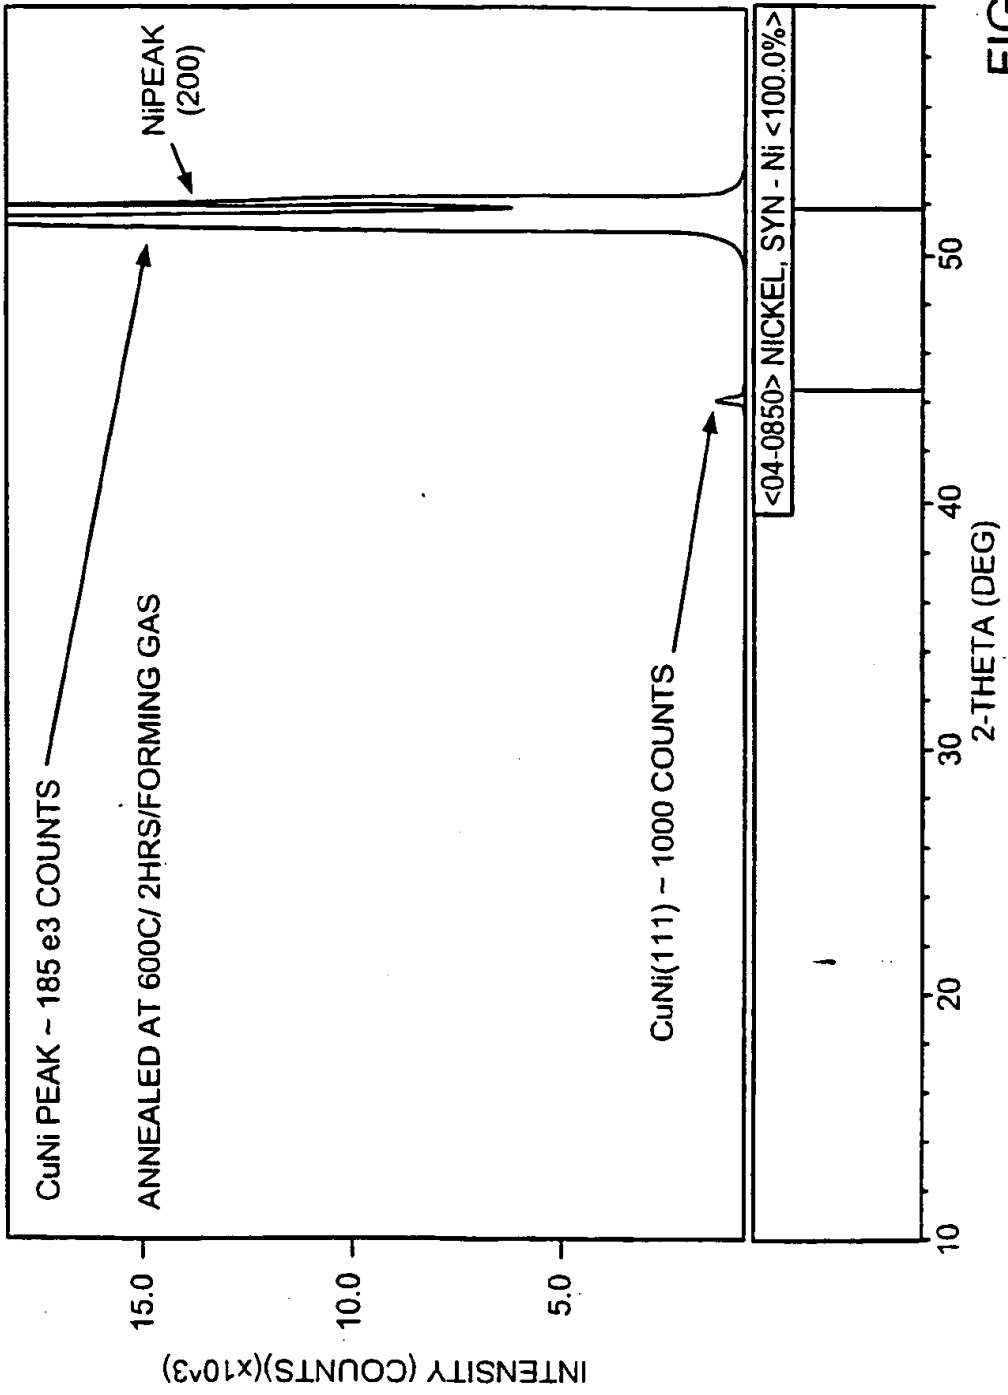 CuNi PEAK ~ 185 e3 COUNTS
NiPEAK
(200)
ANNEALED AT 600C/ 2HRS/FORMING GAS
CuNi(111) ~ 1000 COUNTS
INTENSITY (COUNTS)(x10^3)
15.0
10.0
5.0
<04-0850> NICKEL, SYN - Ni <100.0%>
10
20
30
40
50
2-THETA (DEG)
FIG